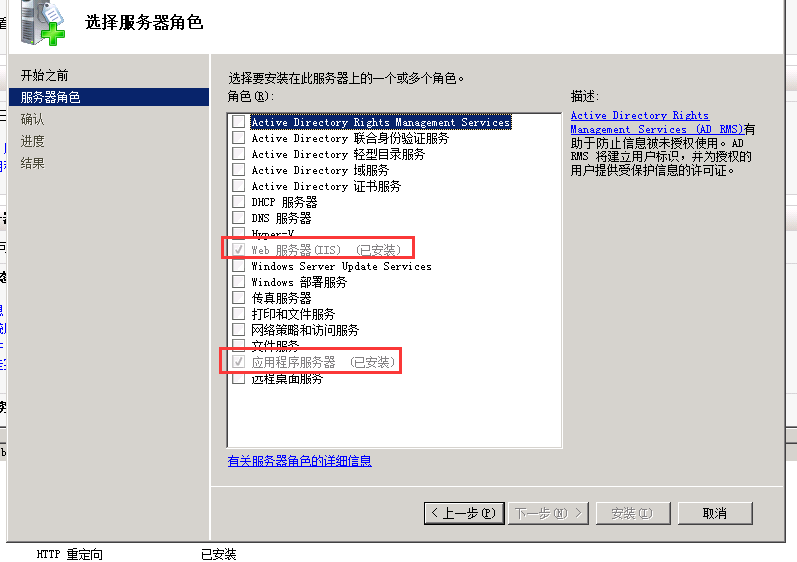 选择服务器角色
开始之前
服务器角色
确认
进度
结果
选择要安装在此服务器上的一个或多个角色。
角色(R):
Active Directory Rights Management Services
Active Directory 联合身份验证服务
Active Directory 轻型目录服务
Active Directory 域服务
Active Directory 证书服务
DHCP 服务器
DNS 服务器
Hyper-V
Web 服务器(IIS) (已安装)
Windows Server Update Services
Windows 部署服务
传真服务器
打印和文件服务
网络策略和访问服务
文件服务
应用程序服务器 (已安装)
远程桌面服务
有关服务器角色的详细信息
描述:
Active Directory Rights
Management Services (AD RMS)有
助于防止信息被未授权使用。AD
RMS 将建立用户标识，并为授权的
用户提供受保护信息的许可证。
< 上一步(P)
下一步(N) >
安装(I)
取消
HTTP 重定向 已安装